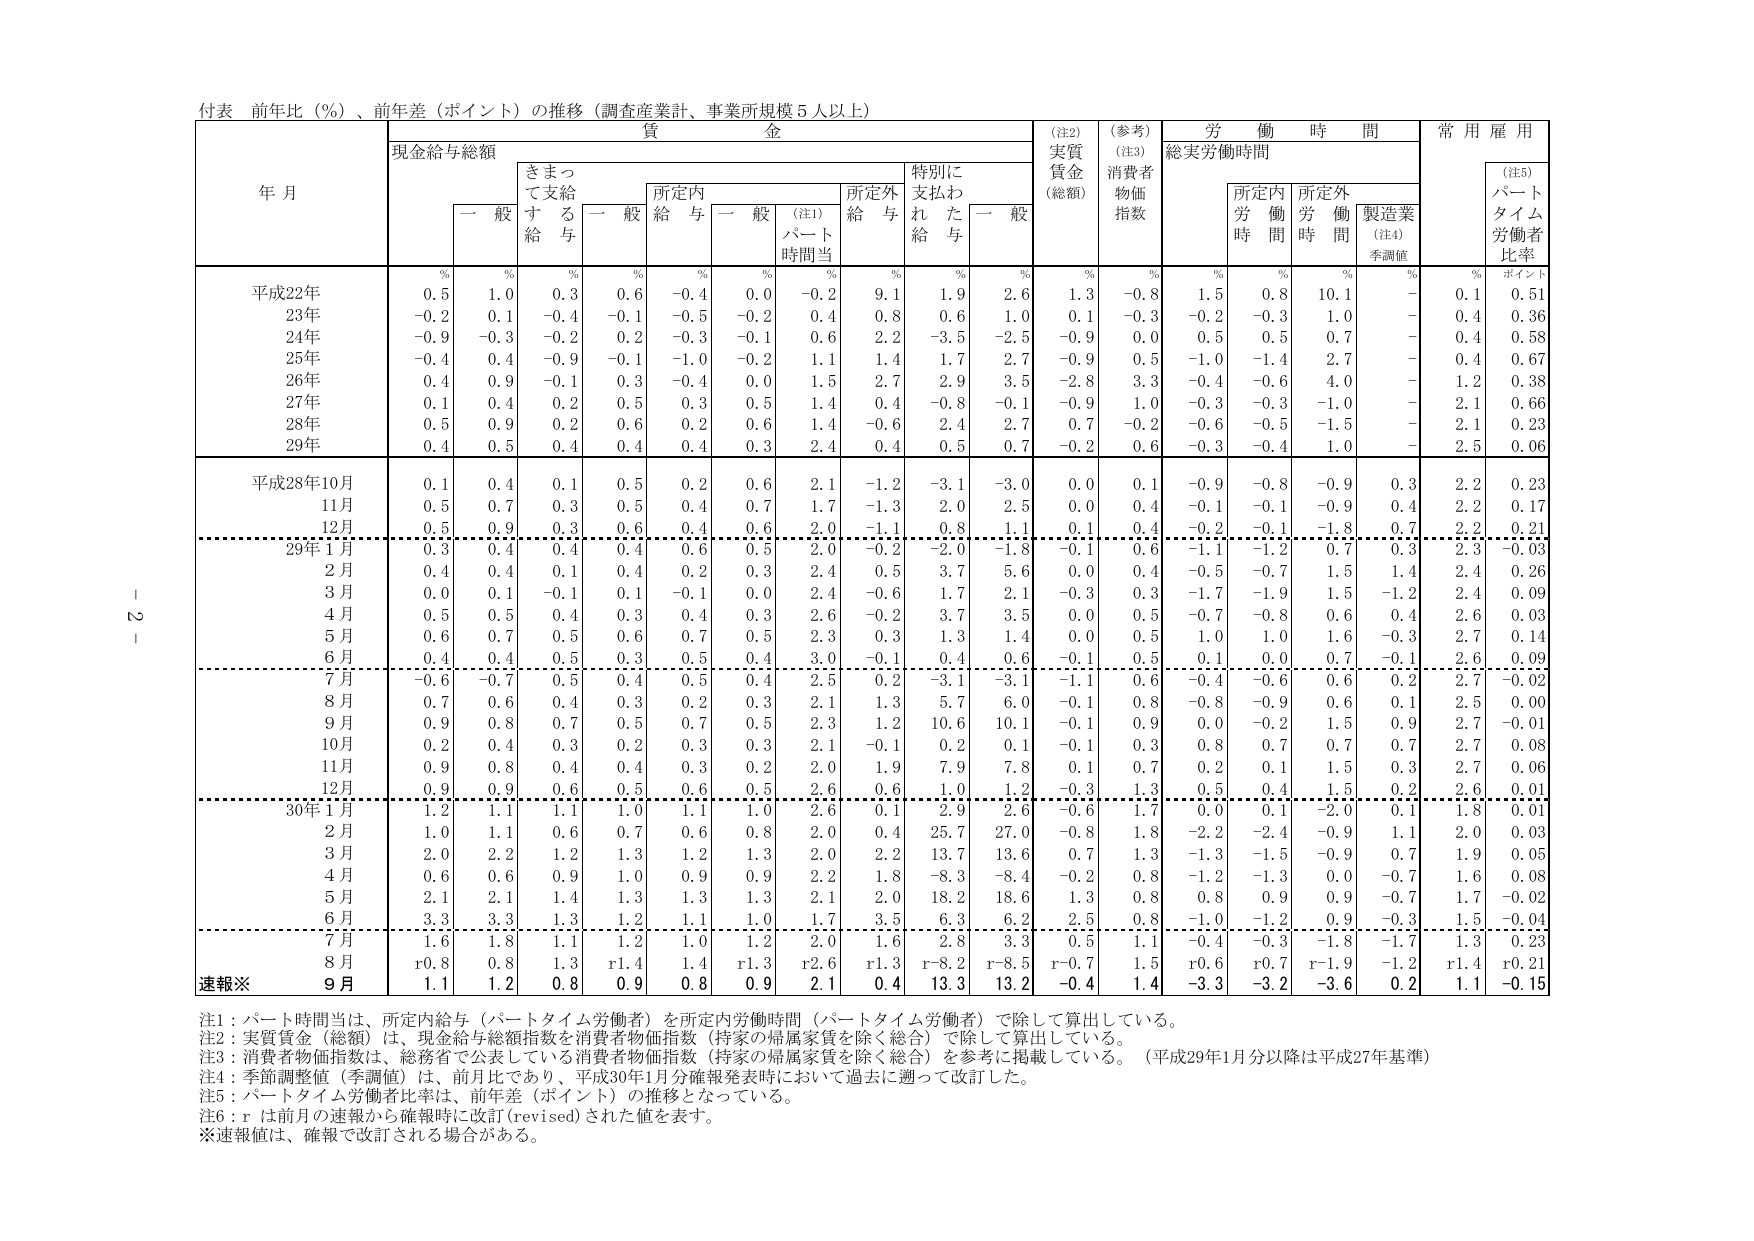 付表　前年比（％）、前年差（ポイント）の推移（調査産業計、事業所規模５人以上）
年 月
賃　金
現金給与総額
一　般
きまって支給する給与
一　般
所定内給与
一　般
（注1）パート時間当
所定外給与
特別に支払われた給与
一　般
（注2）実質賃金（総額）
（参考）（注3）消費者物価指数
労　働　時　間
総実労働時間
所定内労働時間
所定外労働時間
製造業（注4）季調値
常 用 雇 用
（注5）パートタイム労働者比率
% % % % % % % % % % % % % % % % % ポイント
平成22年 0.5 1.0 0.3 0.6 -0.4 0.0 -0.2 9.1 1.9 2.6 1.3 -0.8 1.5 0.8 10.1 - 0.1 0.51
23年 -0.2 0.1 -0.4 -0.1 -0.5 -0.2 0.4 0.8 0.6 1.0 0.1 -0.3 -0.2 -0.3 1.0 - 0.4 0.36
24年 -0.9 -0.3 -0.2 0.2 -0.3 -0.1 0.6 2.2 -3.5 -2.5 -0.9 0.0 0.5 0.5 0.7 - 0.4 0.58
25年 -0.4 0.4 -0.9 -0.1 -1.0 -0.2 1.1 1.4 1.7 2.7 -0.9 0.5 -1.0 -1.4 2.7 - 0.4 0.67
26年 0.4 0.9 -0.1 0.3 -0.4 0.0 1.5 2.7 2.9 3.5 -2.8 3.3 -0.4 -0.6 4.0 - 1.2 0.38
27年 0.1 0.4 0.2 0.5 0.3 0.5 1.4 0.4 -0.8 -0.1 -0.9 1.0 -0.3 -0.3 -1.0 - 2.1 0.66
28年 0.5 0.9 0.2 0.6 0.2 0.6 1.4 -0.6 2.4 2.7 0.7 -0.2 -0.6 -0.5 -1.5 - 2.1 0.23
29年 0.4 0.5 0.4 0.4 0.4 0.3 2.4 0.4 0.5 0.7 -0.2 0.6 -0.3 -0.4 1.0 - 2.5 0.06
平成28年10月 0.1 0.4 0.1 0.5 0.2 0.6 2.1 -1.2 -3.1 -3.0 0.0 0.1 -0.9 -0.8 -0.9 0.3 2.2 0.23
11月 0.5 0.7 0.3 0.5 0.4 0.7 1.7 -1.3 2.0 2.5 0.0 0.4 -0.1 -0.1 -0.9 0.4 2.2 0.17
12月 0.5 0.9 0.3 0.6 0.4 0.6 2.0 -1.1 0.8 1.1 0.1 0.4 -0.2 -0.1 -1.8 0.7 2.2 0.21
29年１月 0.3 0.4 0.4 0.4 0.6 0.5 2.0 -0.2 -2.0 -1.8 -0.1 0.6 -1.1 -1.2 0.7 0.3 2.3 -0.03
２月 0.4 0.4 0.1 0.4 0.2 0.3 2.4 0.5 3.7 5.6 0.0 0.4 -0.5 -0.7 1.5 1.4 2.4 0.26
３月 0.0 0.1 -0.1 0.1 -0.1 0.0 2.4 -0.6 1.7 2.1 -0.3 0.3 -1.7 -1.9 1.5 -1.2 2.4 0.09
４月 0.5 0.5 0.4 0.3 0.4 0.3 2.6 -0.2 3.7 3.5 0.0 0.5 -0.7 -0.8 0.6 0.4 2.6 0.03
５月 0.6 0.7 0.5 0.6 0.7 0.5 2.3 0.3 1.3 1.4 0.0 0.5 1.0 1.0 1.6 -0.3 2.7 0.14
６月 0.4 0.4 0.5 0.3 0.5 0.4 3.0 -0.1 0.4 0.6 -0.1 0.5 0.1 0.0 0.7 -0.1 2.6 0.09
７月 -0.6 -0.7 0.5 0.4 0.5 0.4 2.5 0.2 -3.1 -3.1 -1.1 0.6 -0.4 -0.6 0.6 0.2 2.7 -0.02
８月 0.7 0.6 0.4 0.3 0.2 0.3 2.1 1.3 5.7 6.0 -0.1 0.8 -0.8 -0.9 0.6 0.1 2.5 0.00
９月 0.9 0.8 0.7 0.5 0.7 0.5 2.3 1.2 10.6 10.1 -0.1 0.9 0.0 -0.2 1.5 0.9 2.7 -0.01
10月 0.2 0.4 0.3 0.2 0.3 0.3 2.1 -0.1 0.2 0.1 -0.1 0.3 0.8 0.7 0.7 0.7 2.7 0.08
11月 0.9 0.8 0.4 0.4 0.3 0.2 2.0 1.9 7.9 7.8 0.1 0.7 0.2 0.1 1.5 0.3 2.7 0.06
12月 0.9 0.9 0.6 0.5 0.6 0.5 2.6 0.6 1.0 1.2 -0.3 1.3 0.5 0.4 1.5 0.2 2.6 0.01
30年１月 1.2 1.1 1.1 1.0 1.1 1.0 2.6 0.1 2.9 2.6 -0.6 1.7 0.0 0.1 -2.0 0.1 1.8 0.01
２月 1.0 1.1 0.6 0.7 0.6 0.8 2.0 0.4 25.7 27.0 -0.8 1.8 -2.2 -2.4 -0.9 1.1 2.0 0.03
３月 2.0 2.2 1.2 1.3 1.2 1.3 2.0 2.2 13.7 13.6 0.7 1.3 -1.3 -1.5 -0.9 0.7 1.9 0.05
４月 0.6 0.6 0.9 1.0 0.9 0.9 2.2 1.8 -8.3 -8.4 -0.2 0.8 -1.2 -1.3 0.0 -0.7 1.6 0.08
５月 2.1 2.1 1.4 1.3 1.3 1.3 2.1 2.0 18.2 18.6 1.3 0.8 0.8 0.9 0.9 -0.7 1.7 -0.02
６月 3.3 3.3 1.3 1.2 1.1 1.0 1.7 3.5 6.3 6.2 2.5 0.8 -1.0 -1.2 0.9 -0.3 1.5 -0.04
７月 1.6 1.8 1.1 1.2 1.0 1.2 2.0 1.6 2.8 3.3 0.5 1.1 -0.4 -0.3 -1.8 -1.7 1.3 0.23
８月 r0.8 0.8 1.3 r1.4 1.4 r1.3 r2.6 r1.3 r-8.2 r-8.5 r-0.7 1.5 r0.6 r0.7 r-1.9 -1.2 r1.4 r0.21
速報※ ９月 1.1 1.2 0.8 0.9 0.8 0.9 2.1 0.4 13.3 13.2 -0.4 1.4 -3.3 -3.2 -3.6 0.2 1.1 -0.15
注1：パート時間当は、所定内給与（パートタイム労働者）を所定内労働時間（パートタイム労働者）で除して算出している。
注2：実質賃金（総額）は、現金給与総額指数を消費者物価指数（持家の帰属家賃を除く総合）で除して算出している。
注3：消費者物価指数は、総務省で公表している消費者物価指数（持家の帰属家賃を除く総合）を参考に掲載している。（平成29年1月分以降は平成27年基準）
注4：季節調整値（季調値）は、前月比であり、平成30年1月分確報発表時において過去に遡って改訂した。
注5：パートタイム労働者比率は、前年差（ポイント）の推移となっている。
注6：r は前月の速報から確報時に改訂(revised)された値を表す。
※速報値は、確報で改訂される場合がある。
- 2 -